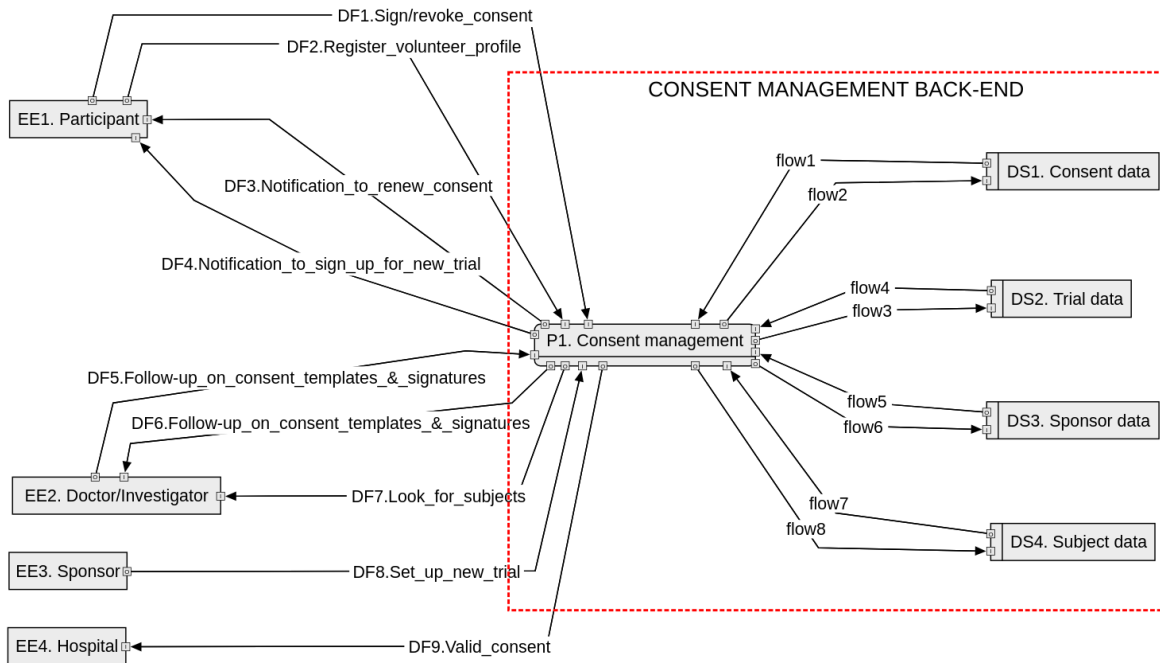 DF1.Sign/revoke_consent
DF2.Register_volunteer_profile
CONSENT MANAGEMENT BACK-END
EE1. Participant
flow1
DS1. Consent data
DF3.Notification_to_renew_consent
flow2
DF4.Notification_to_sign_up_for_new_trial
flow4
DS2. Trial data
flow3
P1. Consent management
DF5.Follow-up_on_consent_templates_&_signatures
flow5
DS3. Sponsor data
DF6.Follow-up_on_consent_templates_&_signatures
flow6
EE2. Doctor/Investigator
DF7.Look_for_subjects
flow7
flow8
DS4. Subject data
EE3. Sponsor
DF8.Set_up_new_trial
EE4. Hospital
DF9.Valid_consent